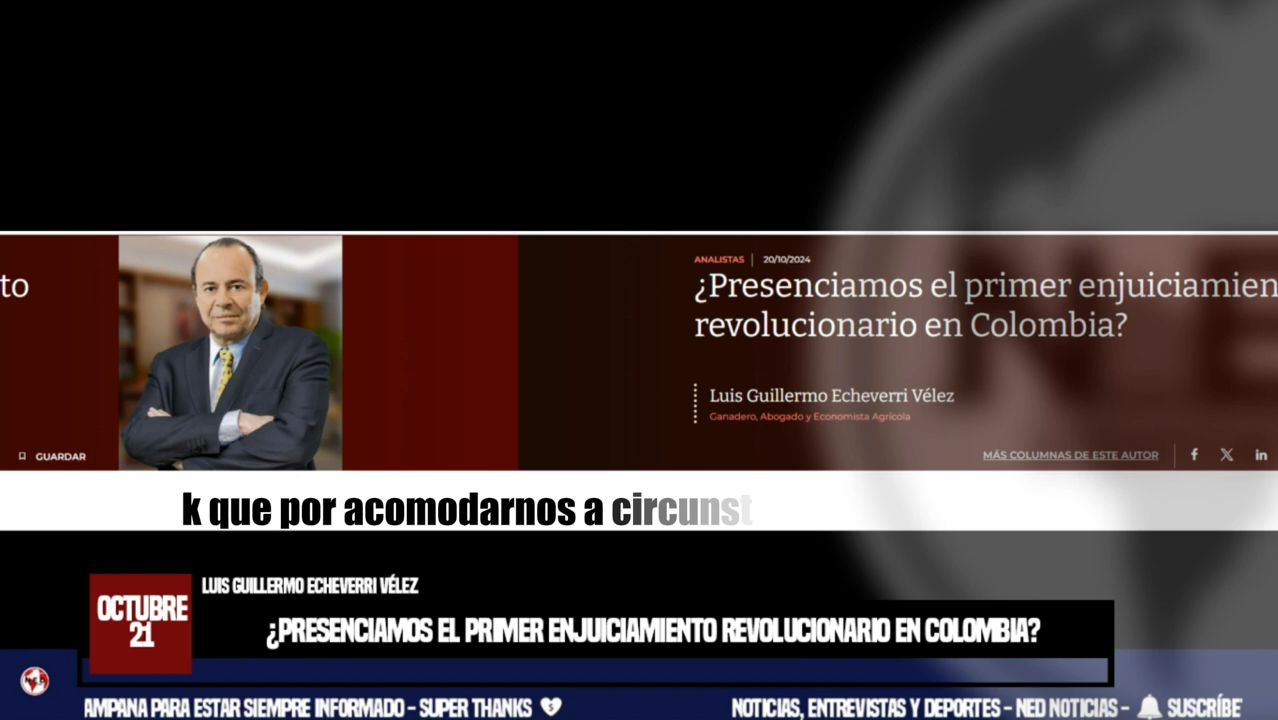 to
GUARDAR
ANALISTAS | 20/10/2024
¿Presenciamos el primer enjuiciamien
revolucionario en Colombia?
Luis Guillermo Echeverri Vélez
Ganadero, Abogado y Economista Agrícola
MÁS COLUMNAS DE ESTE AUTOR
k que por acomodarnos a circunst
LUIS GUILLERMO ECHEVERRI VÉLEZ
OCTUBRE
21
¿PRESENCIAMOS EL PRIMER ENJUICIAMIENTO REVOLUCIONARIO EN COLOMBIA?
AMPANA PARA ESTAR SIEMPRE INFORMADO - SUPER THANKS
NOTICIAS, ENTREVISTAS Y DEPORTES - NED NOTICIAS - SUSCRÍBE